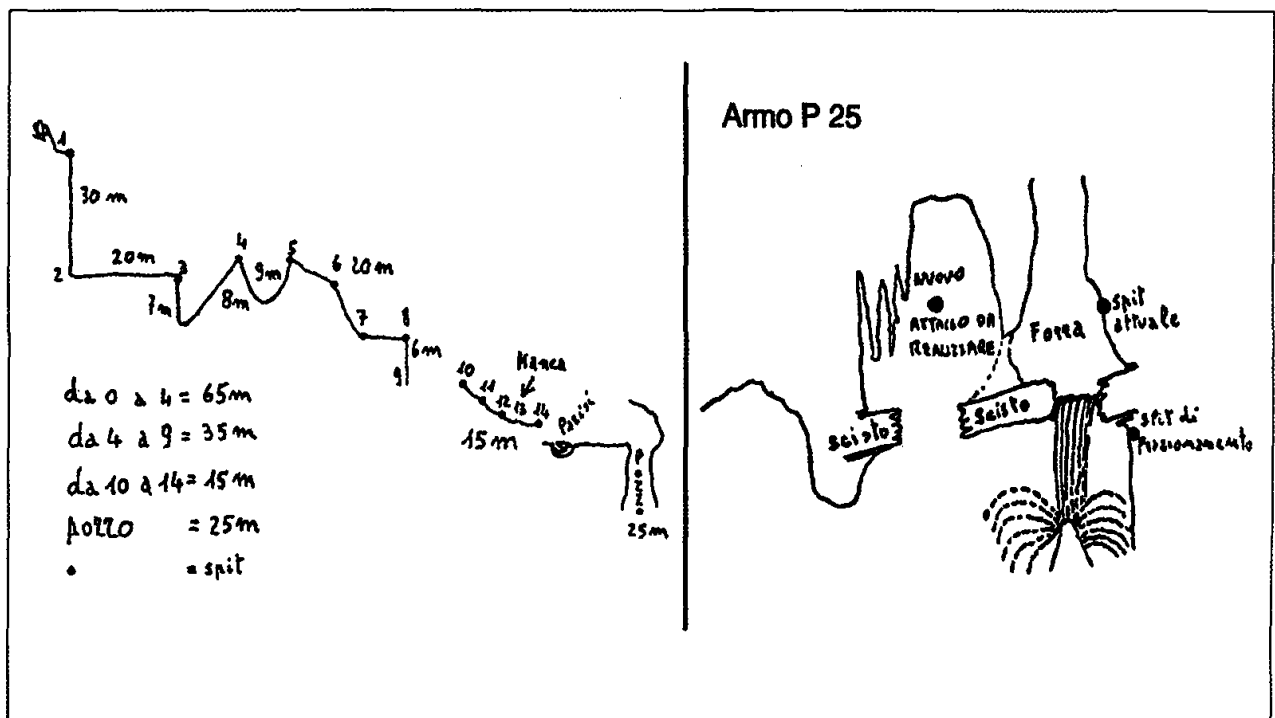 1
30 m
2
20m
3
7m
4
8m
9m
5
6 20m
7
8
6m
9
10
11
12
13
14
Manca
15m
POZZO
25m
da 0 a 4 = 65m
da 4 a 9 = 35m
da 10 a 14 = 15m
pozzo = 25m
• = spit
Armo P 25
NUOVO
ATTACCO DA
REALIZZARE
Forra
spit
attuale
scisto
scisto
spit di
frazionamento